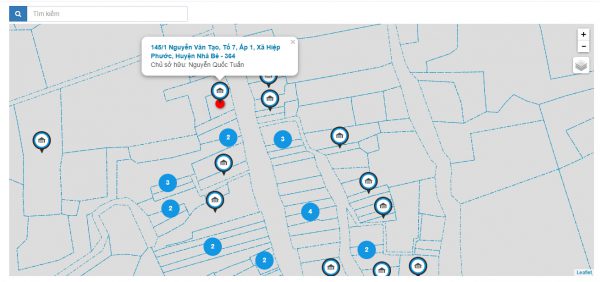 Tìm kiếm
145/1 Nguyễn Văn Tạo, Tổ 7, Ấp 1, Xã Hiệp
Phước, Huyện Nhà Bè - 364
Chủ sở hữu: Nguyễn Quốc Tuấn
×
+
-
2
3
3
2
4
2
2
2
Leaflet